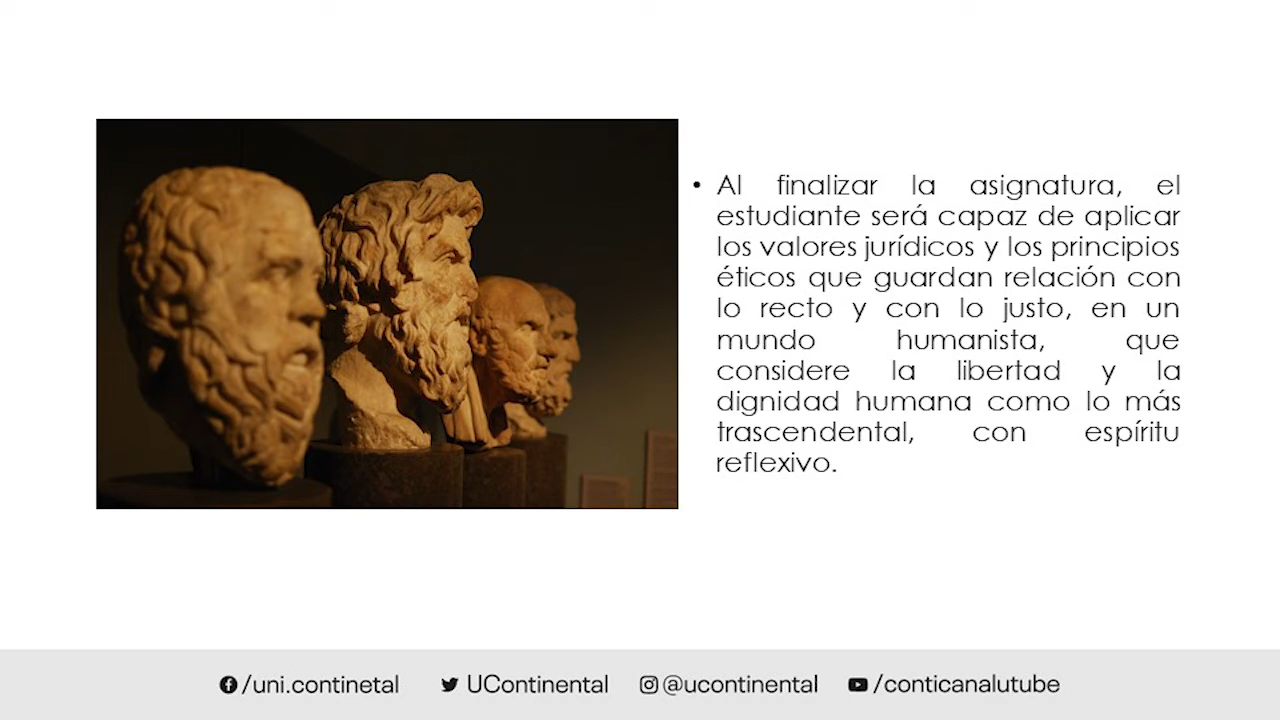 • Al finalizar la asignatura, el
estudiante será capaz de aplicar
los valores jurídicos y los principios
éticos que guardan relación con
lo recto y con lo justo, en un
mundo humanista, que
considere la libertad y la
dignidad humana como lo más
trascendental, con espíritu
reflexivo.
/uni.continetal UContinental @ucontinental /conticanalutube